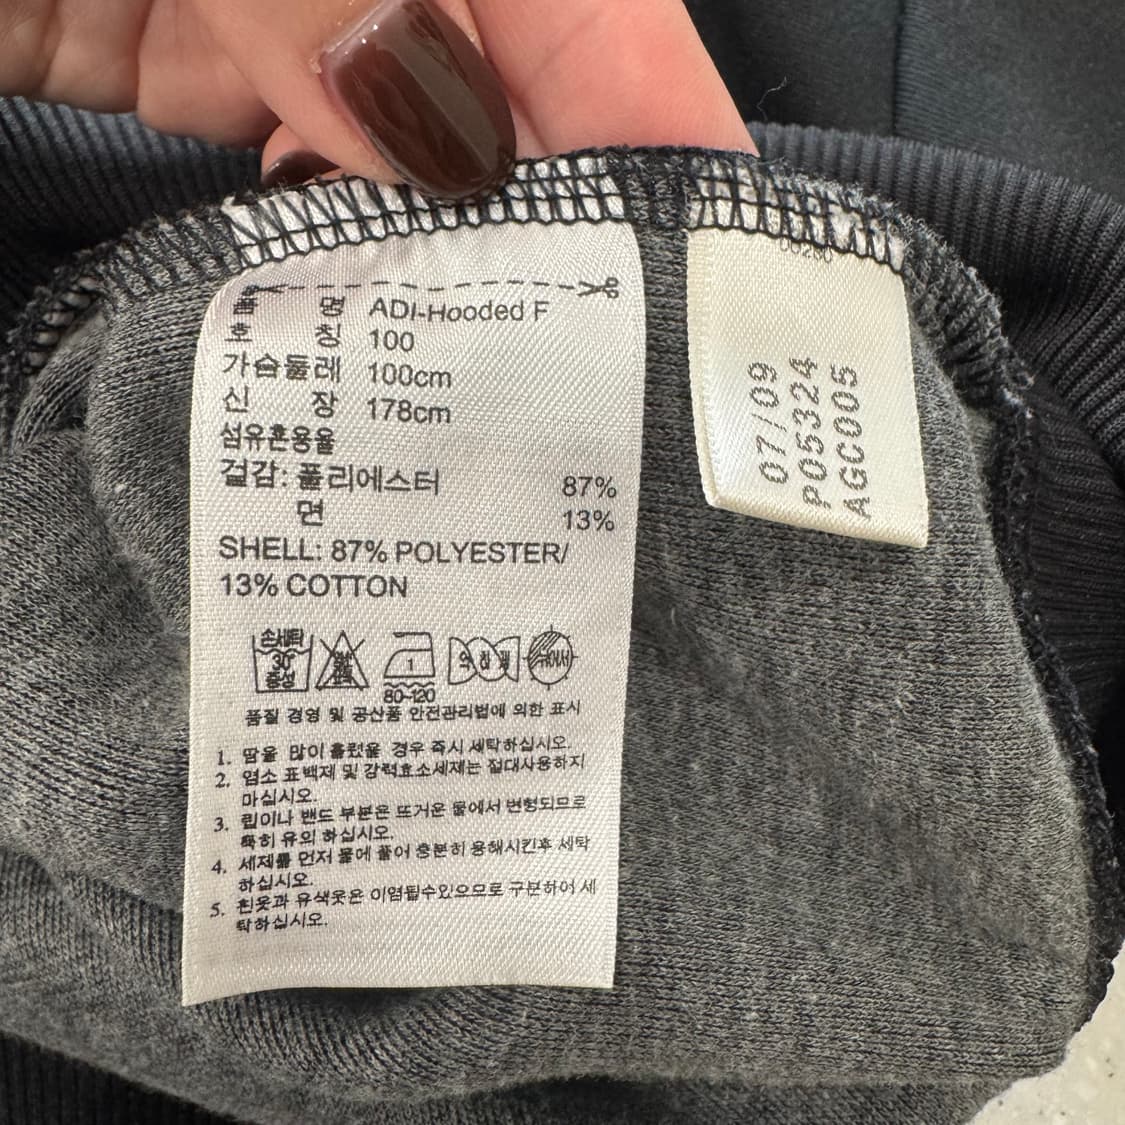 품 명 ADI-Hooded F
호 칭 100
가슴둘레 100cm
신 장 178cm
섬유혼용율
겉감: 폴리에스터 87%
면 13%
SHELL: 87% POLYESTER/
13% COTTON
손세탁
30°
중성
1
80-120
품질 경영 및 공산품 안전관리법에 의한 표시
1. 땀을 많이 흘렸을 경우 즉시 세탁하십시오.
2. 염소 표백제 및 강력효소세제는 절대사용하지
마십시오.
3. 립이나 밴드 부분은 뜨거운 물에서 변형되므로
특히 유의 하십시오.
4. 세제를 먼저 물에 풀어 충분히 용해시킨후 세탁
하십시오.
5. 흰옷과 유색옷은 이염될수있으므로 구분하여 세
탁하십시오.
07/09
P05324
AGC005